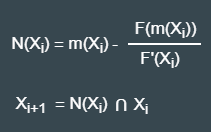 N(Xᵢ) = m(Xᵢ) - F(m(Xᵢ)) / F'(Xᵢ)
Xᵢ₊₁ = N(Xᵢ) ∩ Xᵢ